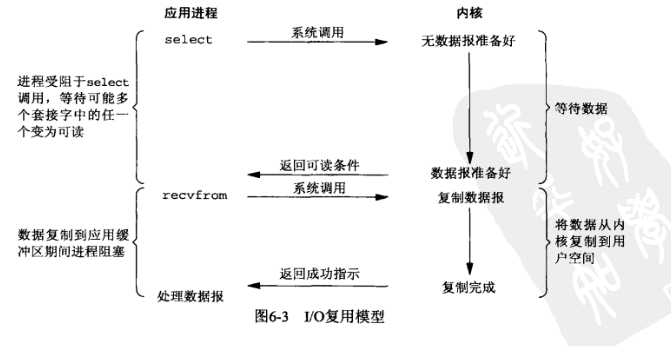 应用进程
内核
select
系统调用
无数据报准备好
进程受阻于select
调用，等待可能多
个套接字中的任一
个变为可读
等待数据
返回可读条件
数据报准备好
recvfrom
系统调用
复制数据报
数据复制到应用缓
冲区期间进程阻塞
将数据从内
核复制到用
户空间
返回成功指示
处理数据报
复制完成
图6-3 I/O复用模型